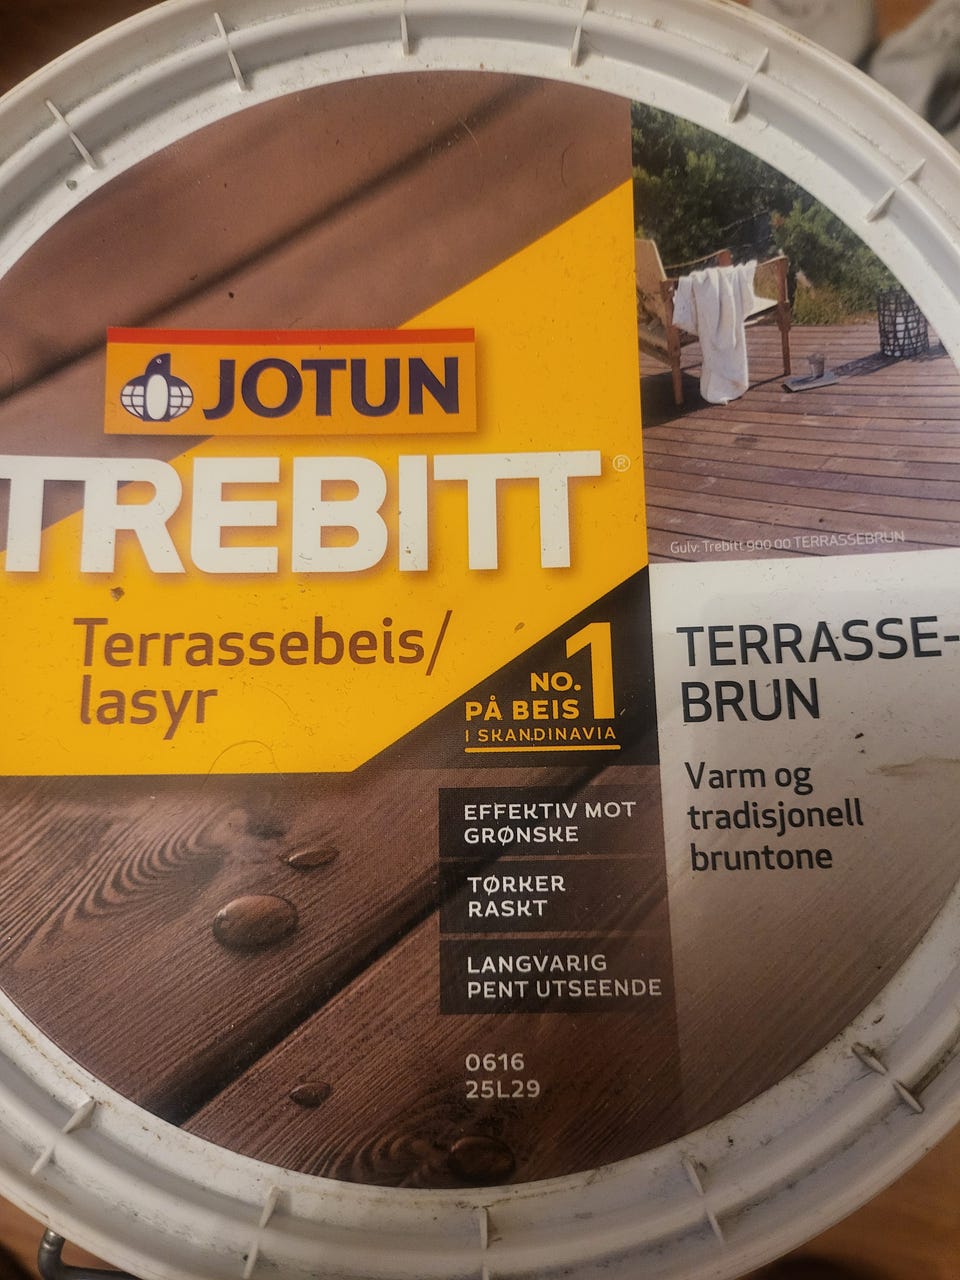 JOTUN
TREBITT®
Terrassebeis/
lasyr
NO. 1
PÅ BEIS
I SKANDINAVIA
EFFEKTIV MOT
GRØNSKE
TØRKER
RASKT
LANGVARIG
PENT UTSEENDE
0616
25L29
Gulv: Trebitt 900 00 TERRASSEBRUN
TERRASSE-
BRUN
Varm og
tradisjonell
bruntone